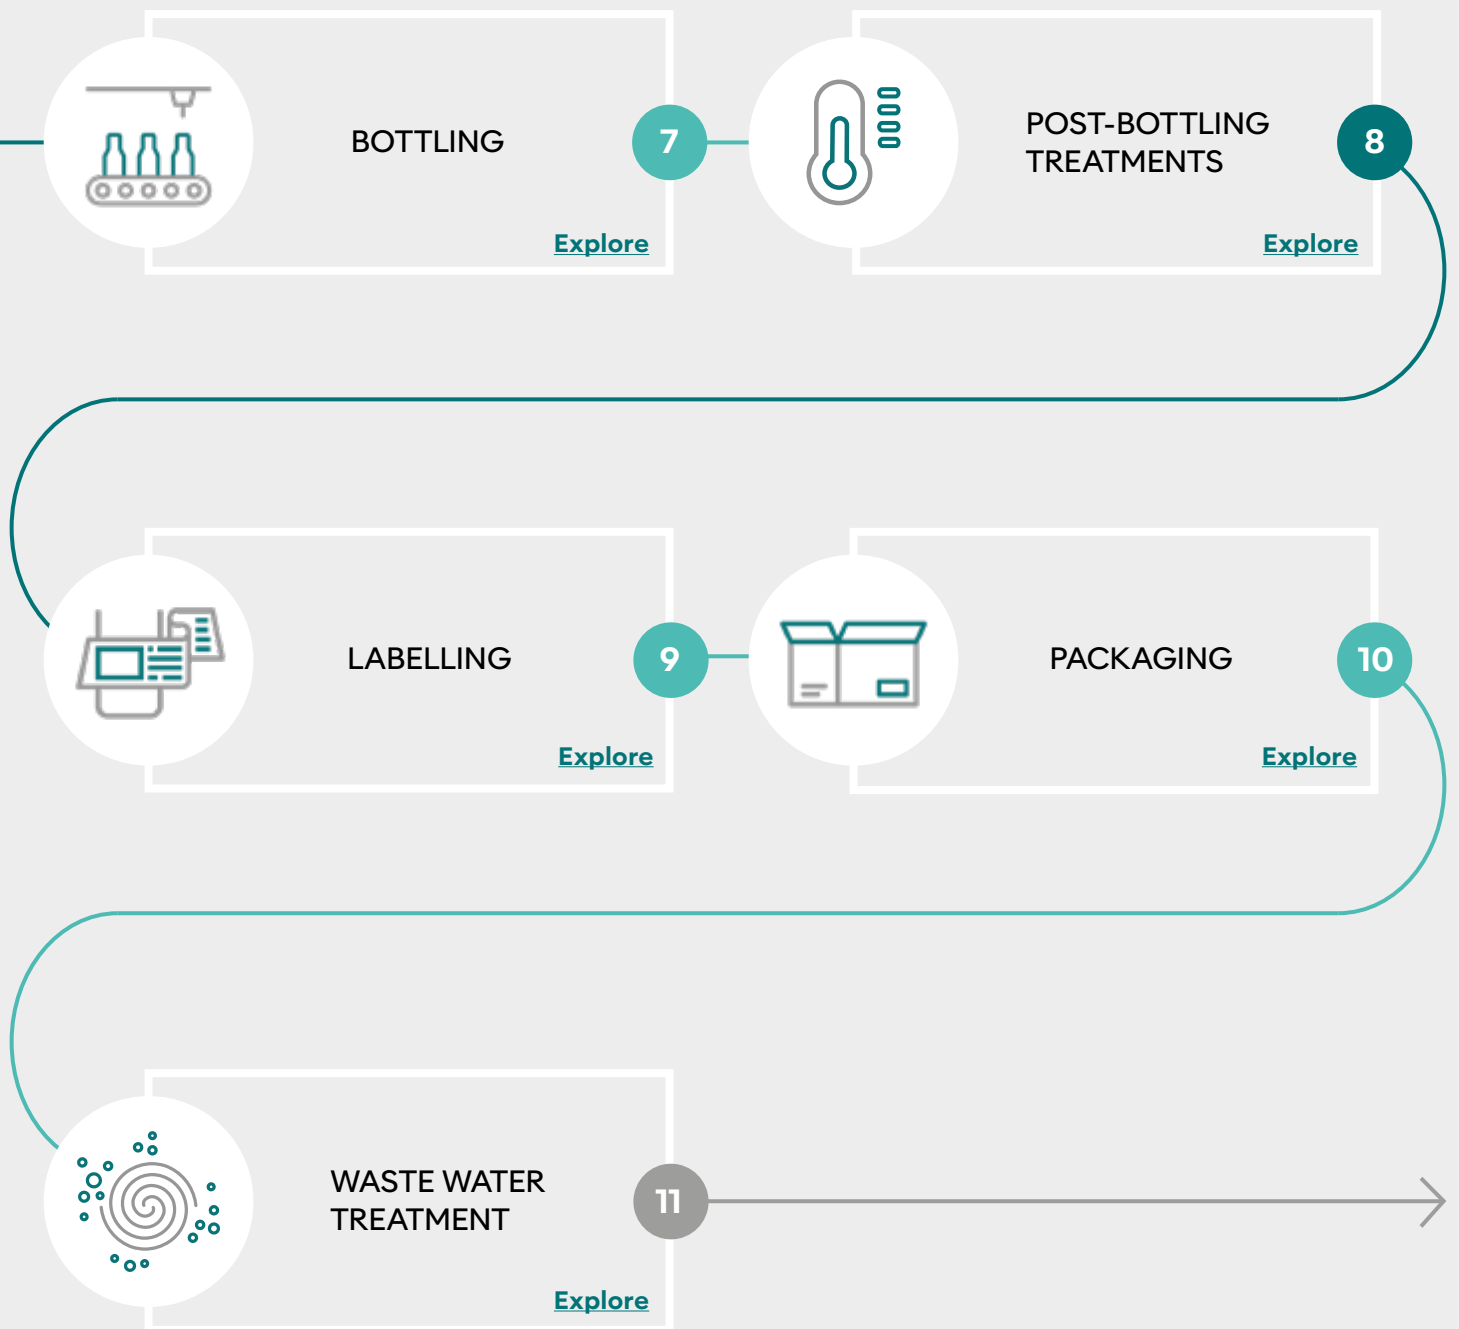 BOTTLING
7
Explore
POST-BOTTLING
TREATMENTS
8
Explore
LABELLING
9
Explore
PACKAGING
10
Explore
WASTE WATER
TREATMENT
11
Explore